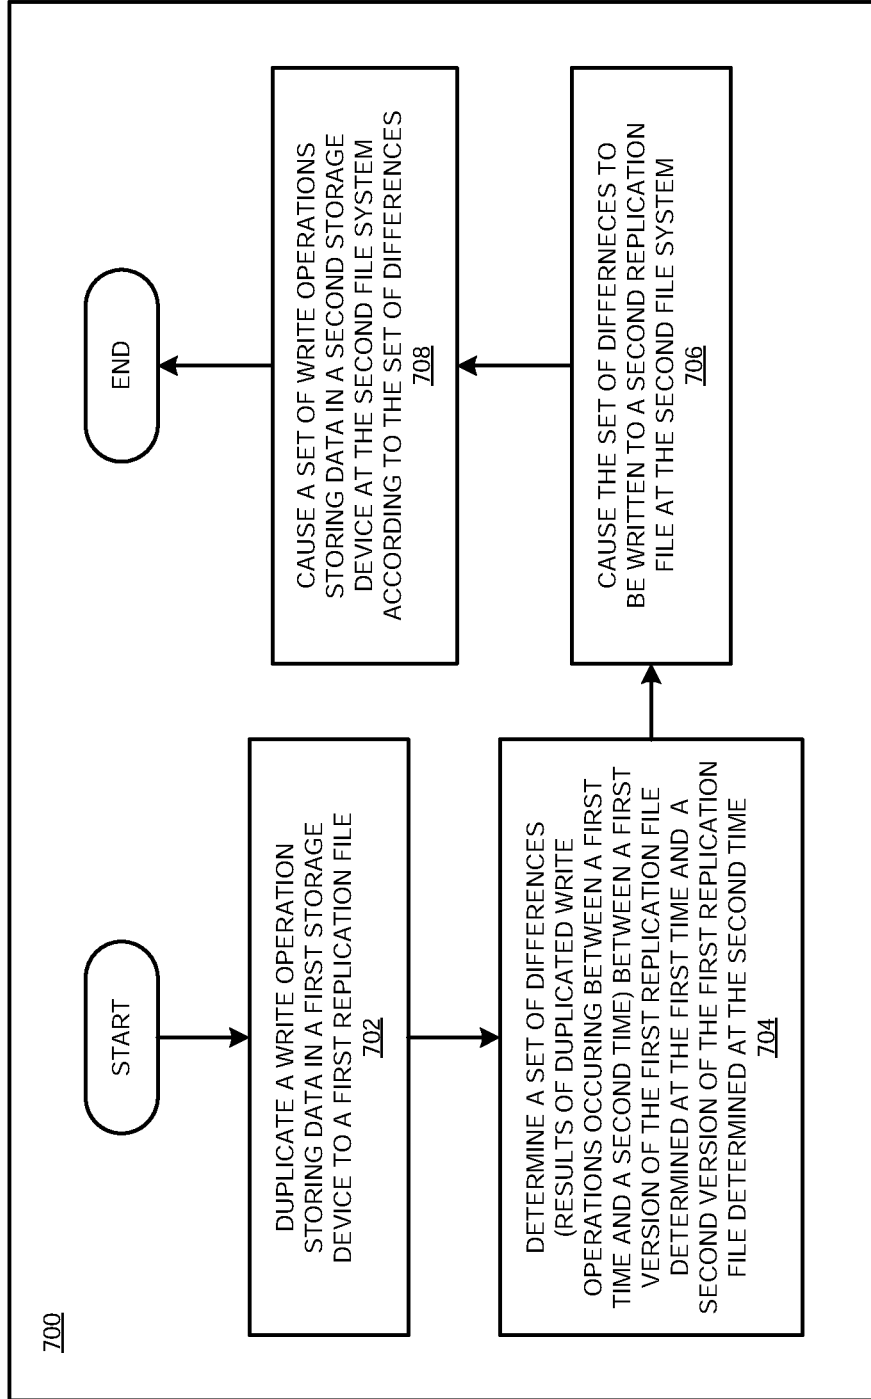 700
START
DUPLICATE A WRITE OPERATION
STORING DATA IN A FIRST STORAGE
DEVICE TO A FIRST REPLICATION FILE
702
DETERMINE A SET OF DIFFERENCES
(RESULTS OF DUPLICATED WRITE
OPERATIONS OCCURING BETWEEN A FIRST
TIME AND A SECOND TIME) BETWEEN A FIRST
VERSION OF THE FIRST REPLICATION FILE
DETERMINED AT THE FIRST TIME AND A
SECOND VERSION OF THE FIRST REPLICATION
FILE DETERMINED AT THE SECOND TIME
704
CAUSE THE SET OF DIFFERNECES TO
BE WRITTEN TO A SECOND REPLICATION
FILE AT THE SECOND FILE SYSTEM
706
CAUSE A SET OF WRITE OPERATIONS
STORING DATA IN A SECOND STORAGE
DEVICE AT THE SECOND FILE SYSTEM
ACCORDING TO THE SET OF DIFFERENCES
708
END